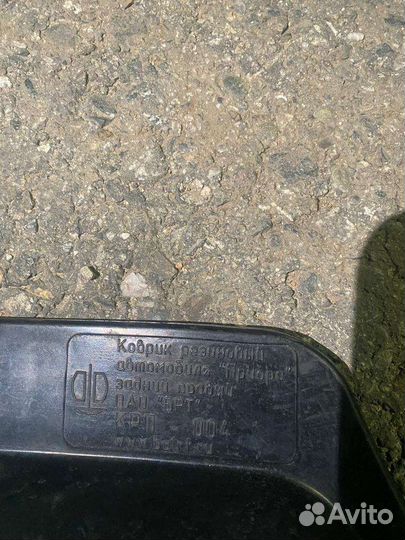 Коврик резиновый
автомобиля "Приора"
задний правый
КРП - 004
Avito